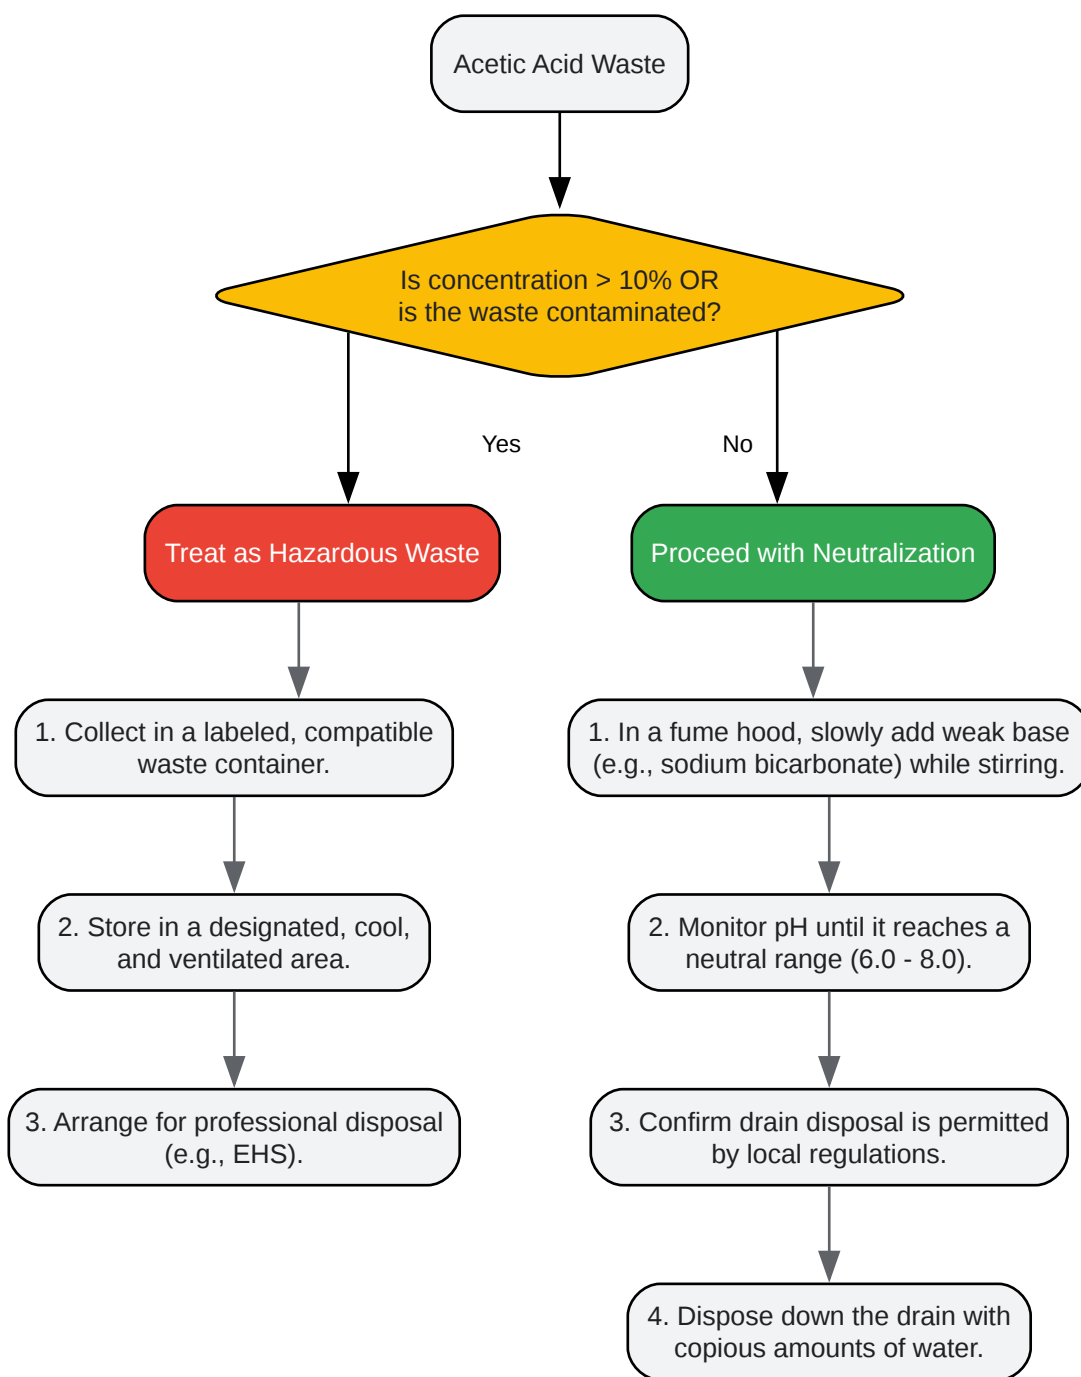 Acetic Acid Waste
Is concentration > 10% OR
is the waste contaminated?
Yes
No
Treat as Hazardous Waste
Proceed with Neutralization
1. Collect in a labeled, compatible
waste container.
1. In a fume hood, slowly add weak base
(e.g., sodium bicarbonate) while stirring.
2. Store in a designated, cool,
and ventilated area.
2. Monitor pH until it reaches a
neutral range (6.0 - 8.0).
3. Arrange for professional disposal
(e.g., EHS).
3. Confirm drain disposal is permitted
by local regulations.
4. Dispose down the drain with
copious amounts of water.